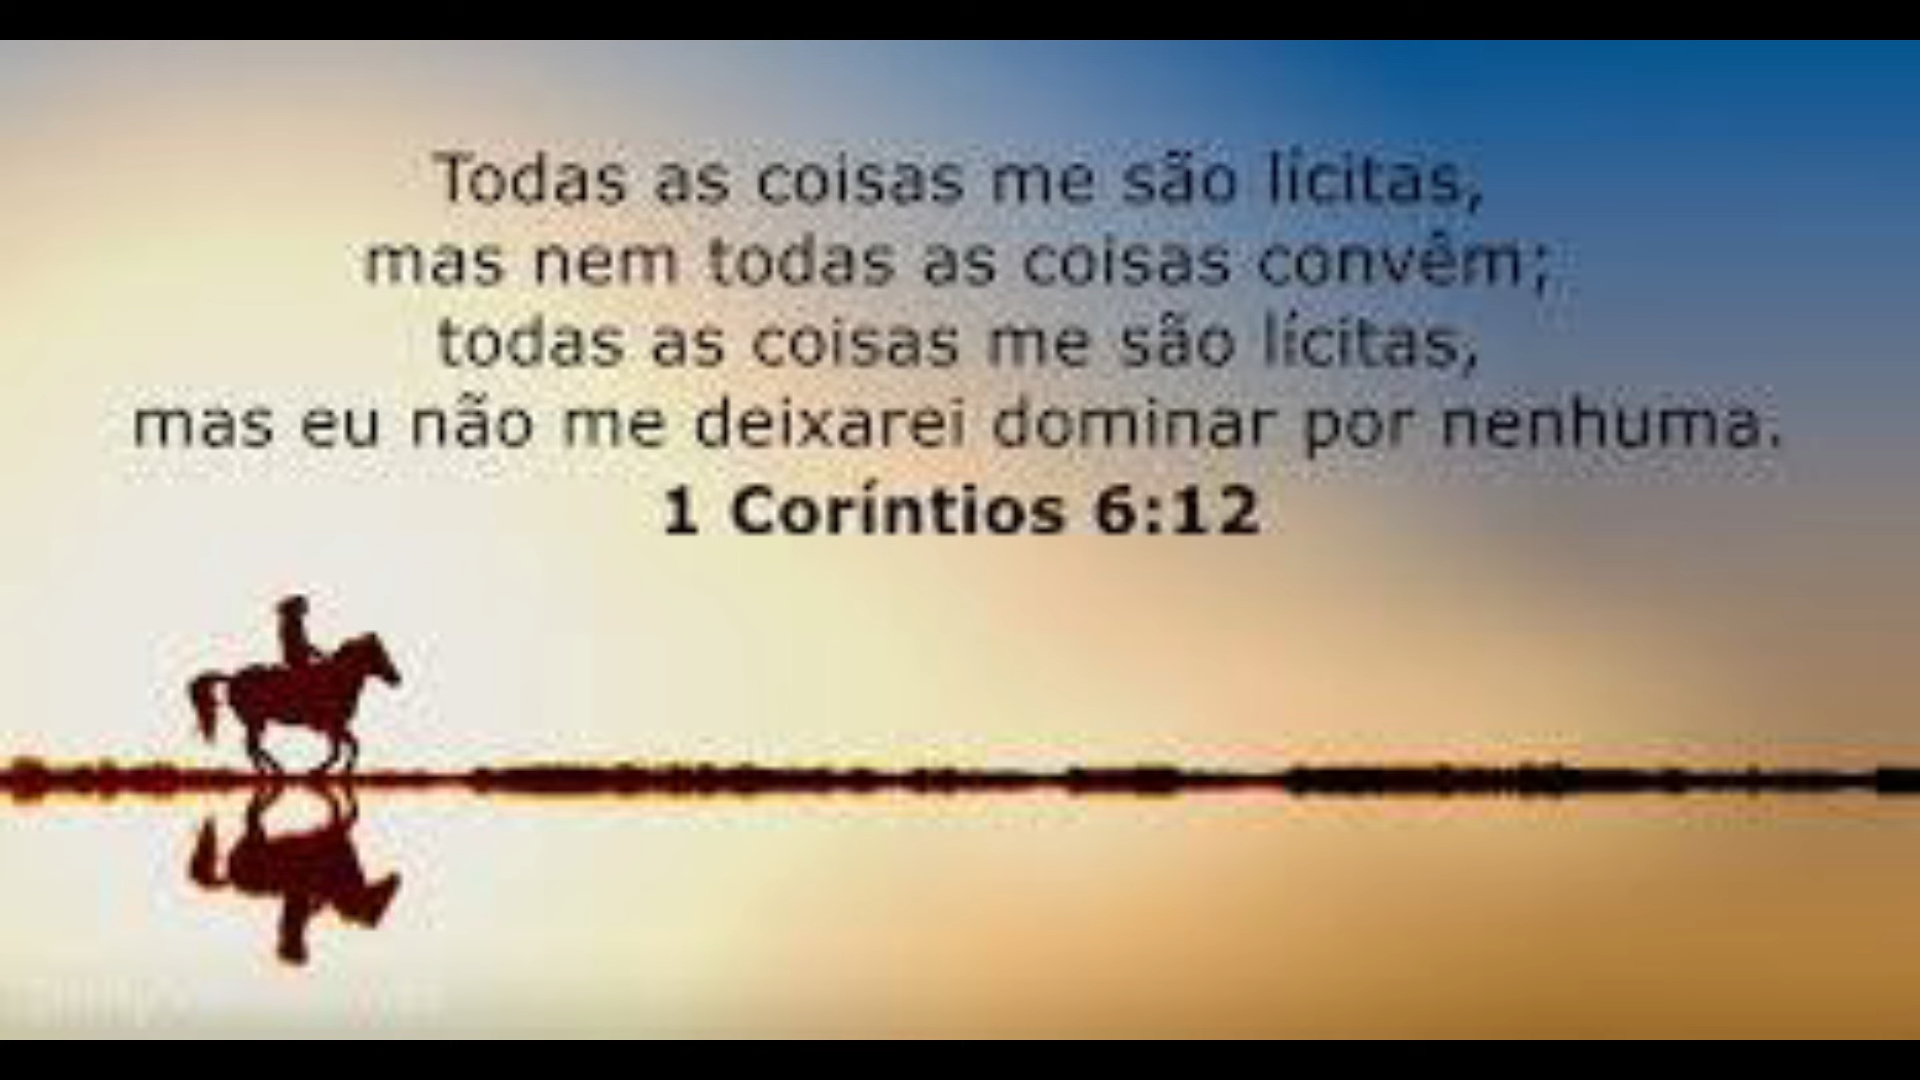 Todas as coisas me são lícitas,
mas nem todas as coisas convêm;
todas as coisas me são lícitas,
mas eu não me deixarei dominar por nenhuma.
1 Coríntios 6:12